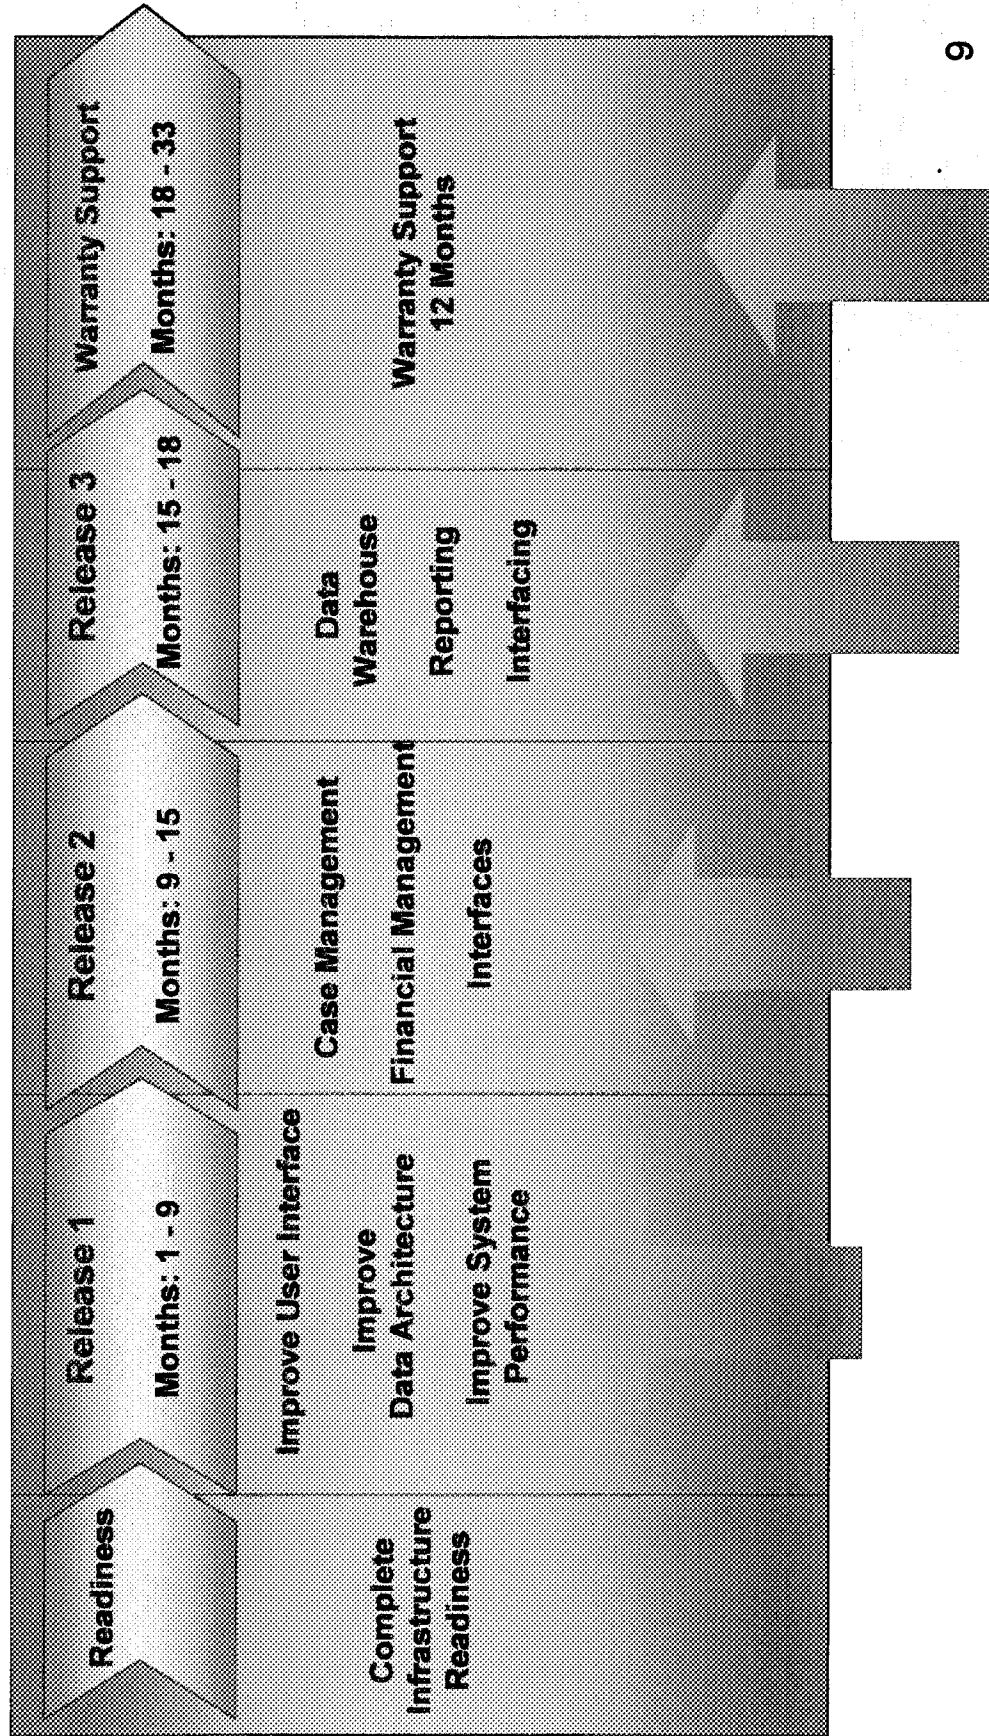 Readiness
Release 1
Months: 1 - 9
Release 2
Months: 9 - 15
Release 3
Months: 15 - 18
Warranty Support
Months: 18 - 33
Complete
Infrastructure
Readiness
Improve User Interface
Improve
Data Architecture
Improve System
Performance
Case Management
Financial Management
Interfaces
Data
Warehouse
Reporting
Interfacing
Warranty Support
12 Months
9